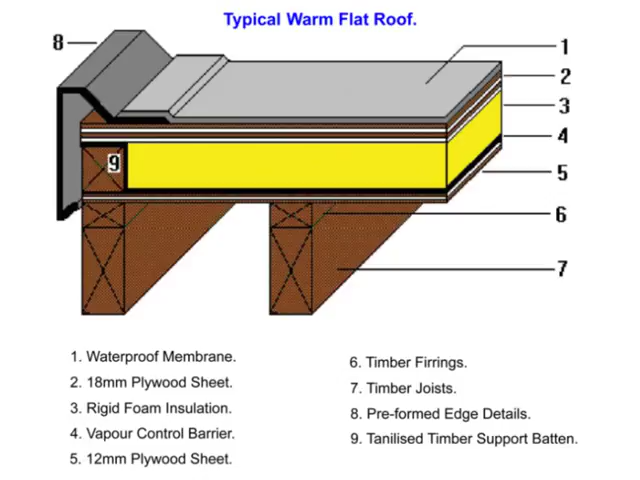 Typical Warm Flat Roof.
8
1
2
3
4
9
5
6
7
1. Waterproof Membrane.
2. 18mm Plywood Sheet.
3. Rigid Foam Insulation.
4. Vapour Control Barrier.
5. 12mm Plywood Sheet.
6. Timber Firrings.
7. Timber Joists.
8. Pre-formed Edge Details.
9. Tanilised Timber Support Batten.